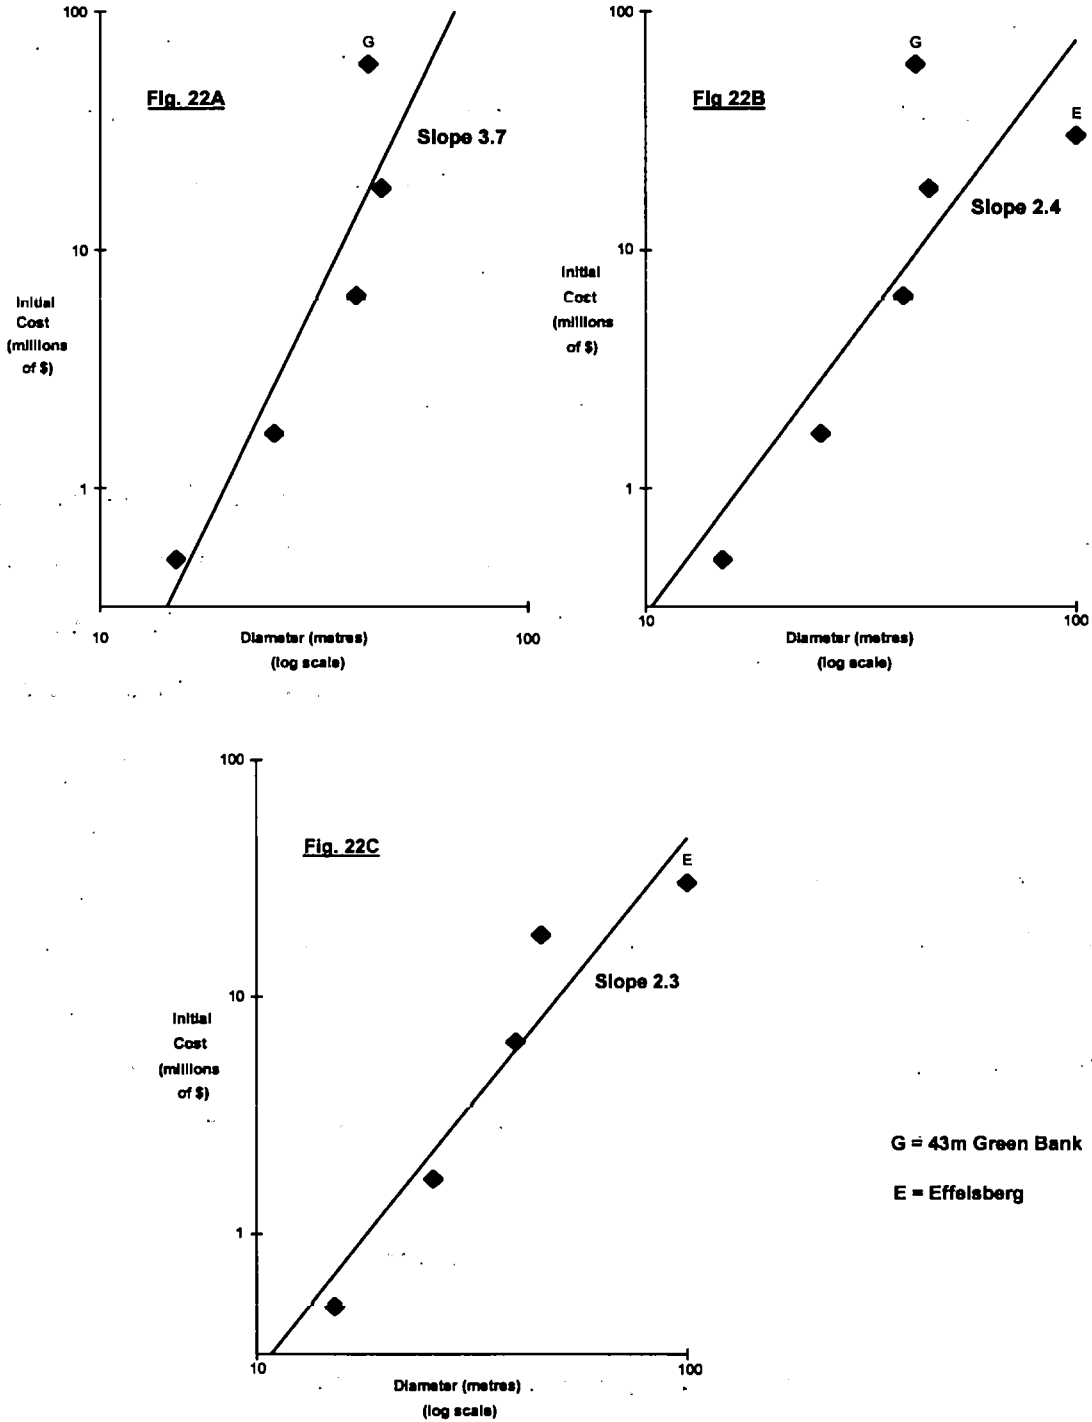 100
G
Fig. 22A
Slope 3.7
10
Initial
Cost
(millions
of $)
1
10
100
Diameter (metres)
(log scale)
100
G
Fig 22B
E
Slope 2.4
10
Initial
Cost
(millions
of $)
1
10
100
Diameter (metres)
(log scale)
100
Fig. 22C
E
Slope 2.3
10
Initial
Cost
(millions
of $)
1
10
100
Diameter (metres)
(log scale)
G = 43m Green Bank
E = Effelsberg